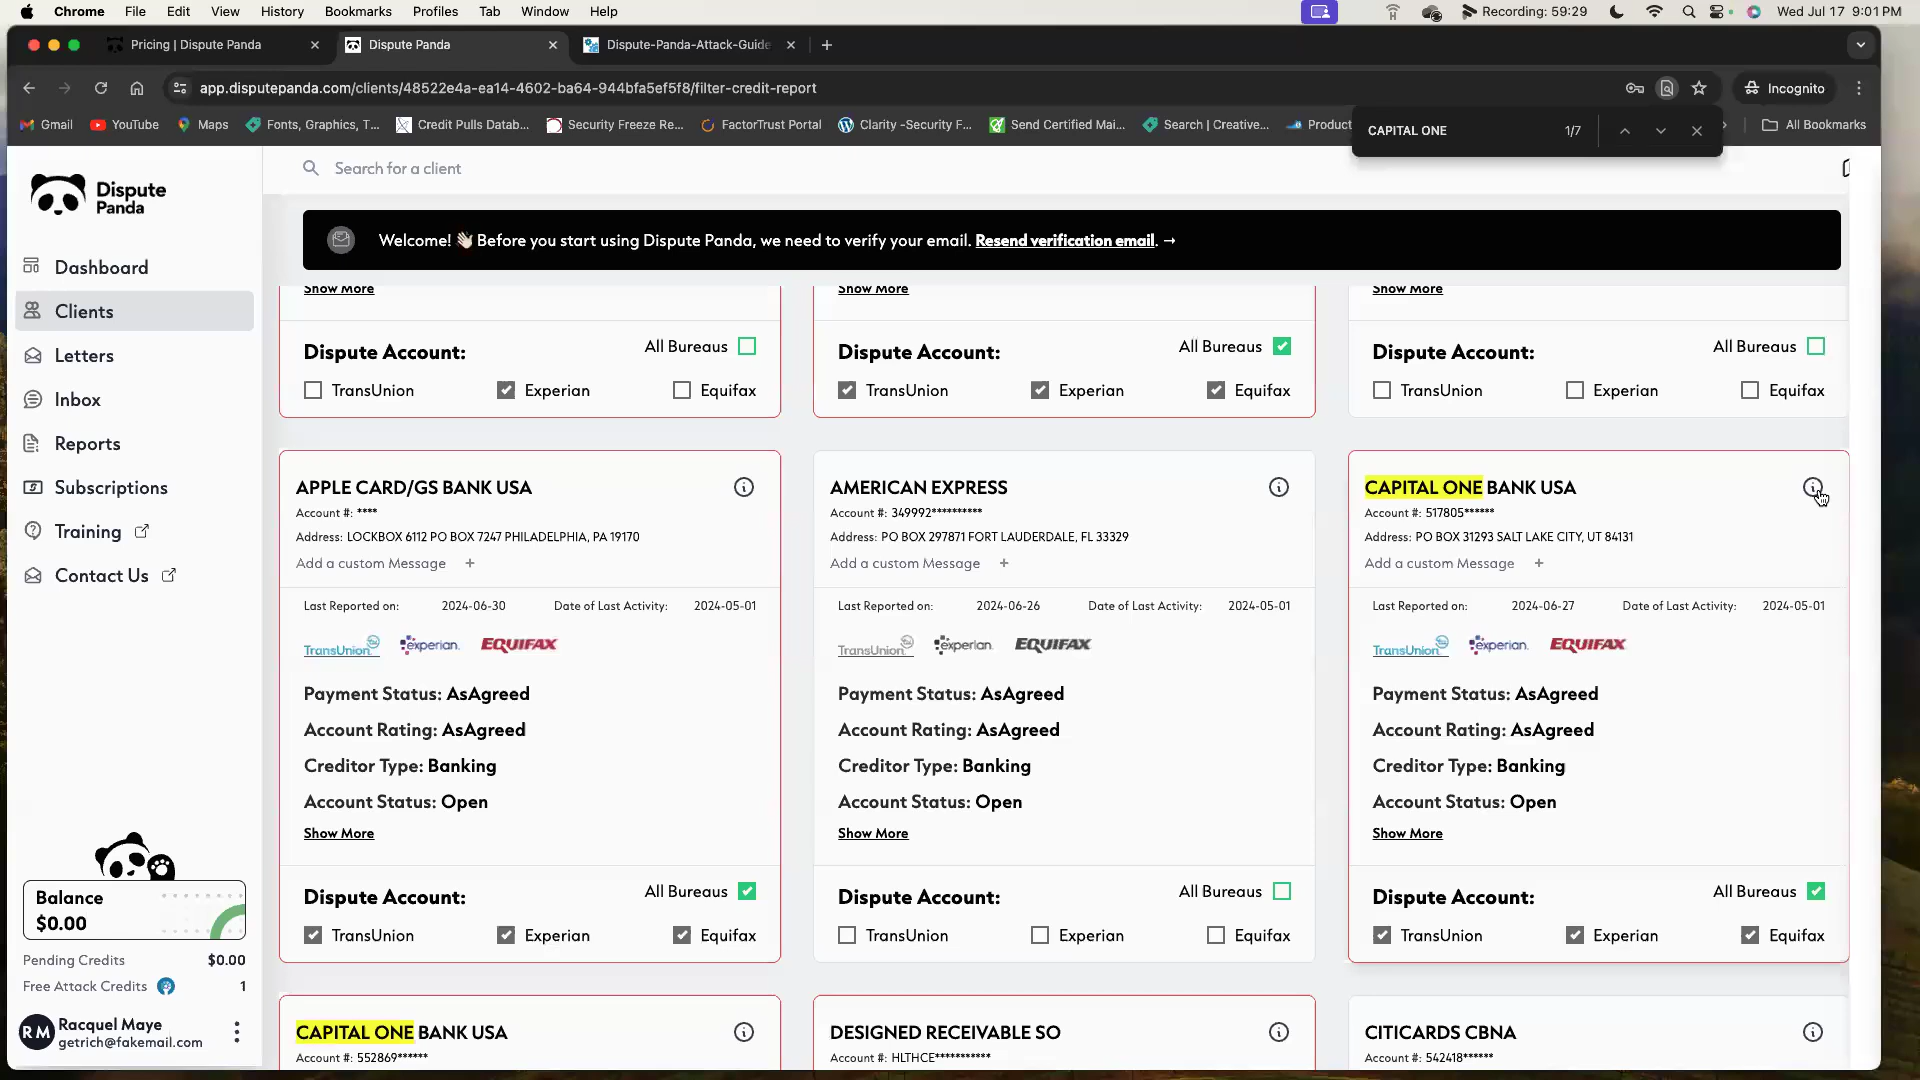 Chrome File Edit View History Bookmarks Profiles Tab Window Help Recording: 59:29 Wed Jul 17 9:01 PM
Pricing | Dispute Panda Dispute Panda Dispute-Panda-Attack-Guide
app.disputepanda.com/clients/48522e4a-ea14-4602-ba64-944bfa5ef5f8/filter-credit-report Incognito
Gmail YouTube Maps Fonts, Graphics, T... Credit Pulls Datab... Security Freeze Re... FactorTrust Portal Clarity -Security F... Send Certified Mai... Search | Creative... Product All Bookmarks
CAPITAL ONE 1/7
Dispute
Panda
Search for a client
Welcome! 👋🏻 Before you start using Dispute Panda, we need to verify your email. Resend verification email. →
Dashboard
Clients
Letters
Inbox
Reports
Subscriptions
Training
Contact Us
Balance
$0.00
Pending Credits $0.00
Free Attack Credits 1
RM
Racquel Maye
getrich@fakemail.com
Show More Show More Show More
Dispute Account: All Bureaus
TransUnion Experian Equifax
Dispute Account: All Bureaus
TransUnion Experian Equifax
Dispute Account: All Bureaus
TransUnion Experian Equifax
APPLE CARD/GS BANK USA
Account #: ****
Address: LOCKBOX 6112 PO BOX 7247 PHILADELPHIA, PA 19170
Add a custom Message +
Last Reported on: 2024-06-30 Date of Last Activity: 2024-05-01
TransUnion experian. EQUIFAX
Payment Status: AsAgreed
Account Rating: AsAgreed
Creditor Type: Banking
Account Status: Open
Show More
Dispute Account: All Bureaus
TransUnion Experian Equifax
AMERICAN EXPRESS
Account #: 349992**********
Address: PO BOX 297871 FORT LAUDERDALE, FL 33329
Add a custom Message +
Last Reported on: 2024-06-26 Date of Last Activity: 2024-05-01
TransUnion experian. EQUIFAX
Payment Status: AsAgreed
Account Rating: AsAgreed
Creditor Type: Banking
Account Status: Open
Show More
Dispute Account: All Bureaus
TransUnion Experian Equifax
CAPITAL ONE BANK USA
Account #: 517805******
Address: PO BOX 31293 SALT LAKE CITY, UT 84131
Add a custom Message +
Last Reported on: 2024-06-27 Date of Last Activity: 2024-05-01
TransUnion experian. EQUIFAX
Payment Status: AsAgreed
Account Rating: AsAgreed
Creditor Type: Banking
Account Status: Open
Show More
Dispute Account: All Bureaus
TransUnion Experian Equifax
CAPITAL ONE BANK USA
Account #: 552869******
DESIGNED RECEIVABLE SO
Account #: HLTHCE***********
CITICARDS CBNA
Account #: 542418******